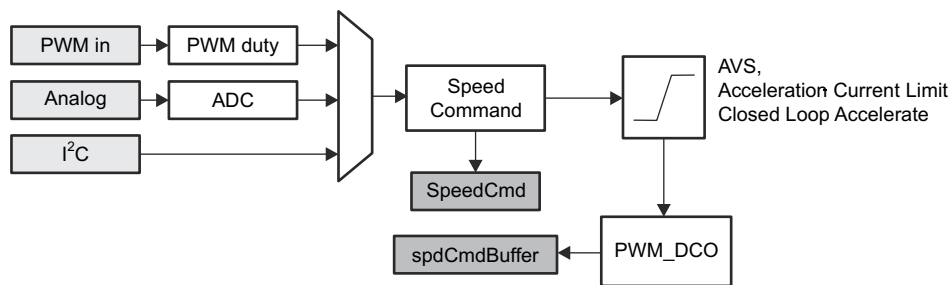 PWM in
PWM duty
Analog
ADC
I²C
Speed
Command
SpeedCmd
AVS,
Acceleration Current Limit
Closed Loop Accelerate
PWM_DCO
spdCmdBuffer